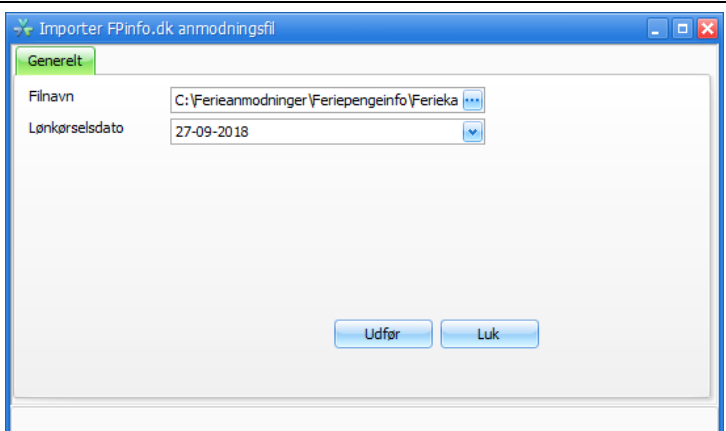 Importer FPinfo.dk anmodningsfil
Generelt
Filnavn
C:\Ferieanmodninger\Feriepengeinfo\Ferieka
Lønkørselsdato
27-09-2018
Udfør
Luk